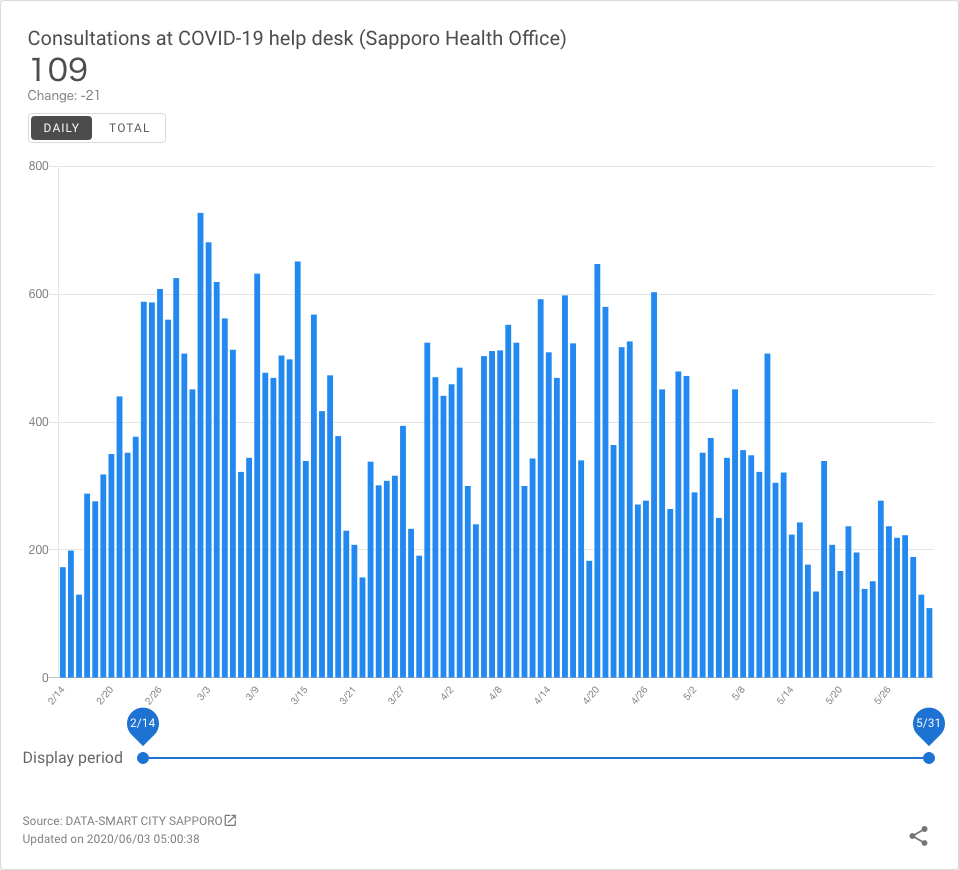 Consultations at COVID-19 help desk (Sapporo Health Office)
109
Change: -21
DAILY TOTAL
800
600
400
200
0
2/14 2/20 2/26 3/3 3/9 3/15 3/21 3/27 4/2 4/8 4/14 4/20 4/26 5/2 5/8 5/14 5/20 5/26
2/14 5/31
Display period
Source: DATA-SMART CITY SAPPORO
Updated on 2020/06/03 05:00:38